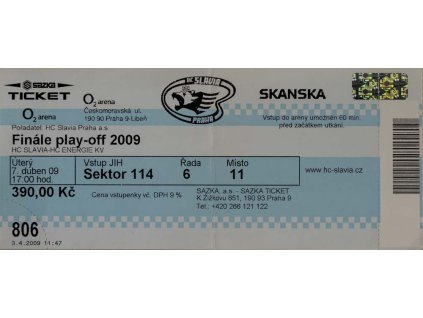 SAZKA
TICKET
O2 arena
O2 arena
Českomoravská ul.
190 90 Praha 9-Libeň
HC SLAVIA
PRAHA
SKANSKA
Vstup do areny umožněn 60 min.
před začátkem utkání.
Pořadatel: HC Slavia Praha a.s.
Finále play-off 2009
HC SLAVIA-HC ENERGIE KV
Úterý Vstup JIH Řada Místo
7. duben 09 Sektor 114 6 11
17:00 hod.
www.hc-slavia.cz
390,00 Kč
Cena vstupenky vč. DPH 9 %
SAZKA, a.s. - SAZKA TICKET
K Žižkovu 851, 190 93 Praha 9
Tel.: +420 266 121 122
806
3.4.2009 11:47